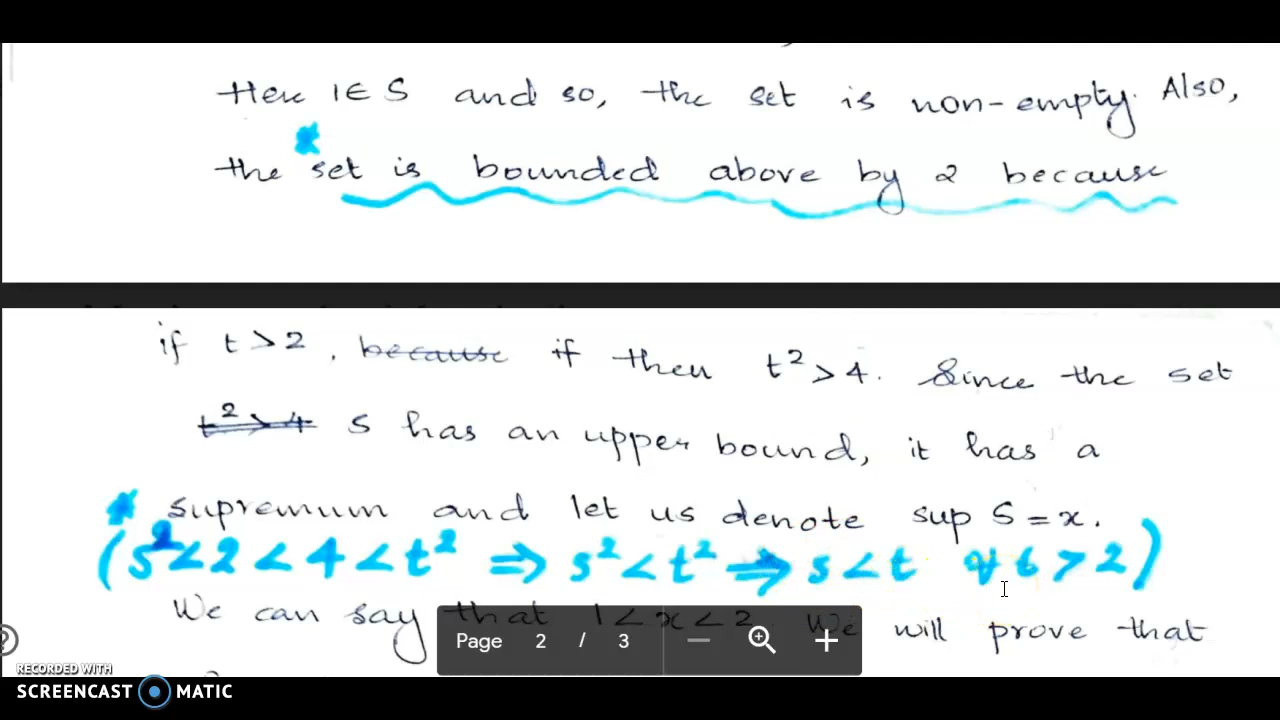 Here 1 ∈ S and so, the set is non-empty. Also,
* the set is bounded above by 2 because
if t > 2, because if then t² > 4. Since the set
t² > 4 S has an upper bound, it has a
* supremum and let us denote sup S = x.
(s² < 2 < 4 < t² ⇒ s² < t² ⇒ s < t ∀ t > 2)
We can say that 1 < x < 2. We will prove that
Page 2 / 3
RECORDED WITH
SCREENCAST MATIC